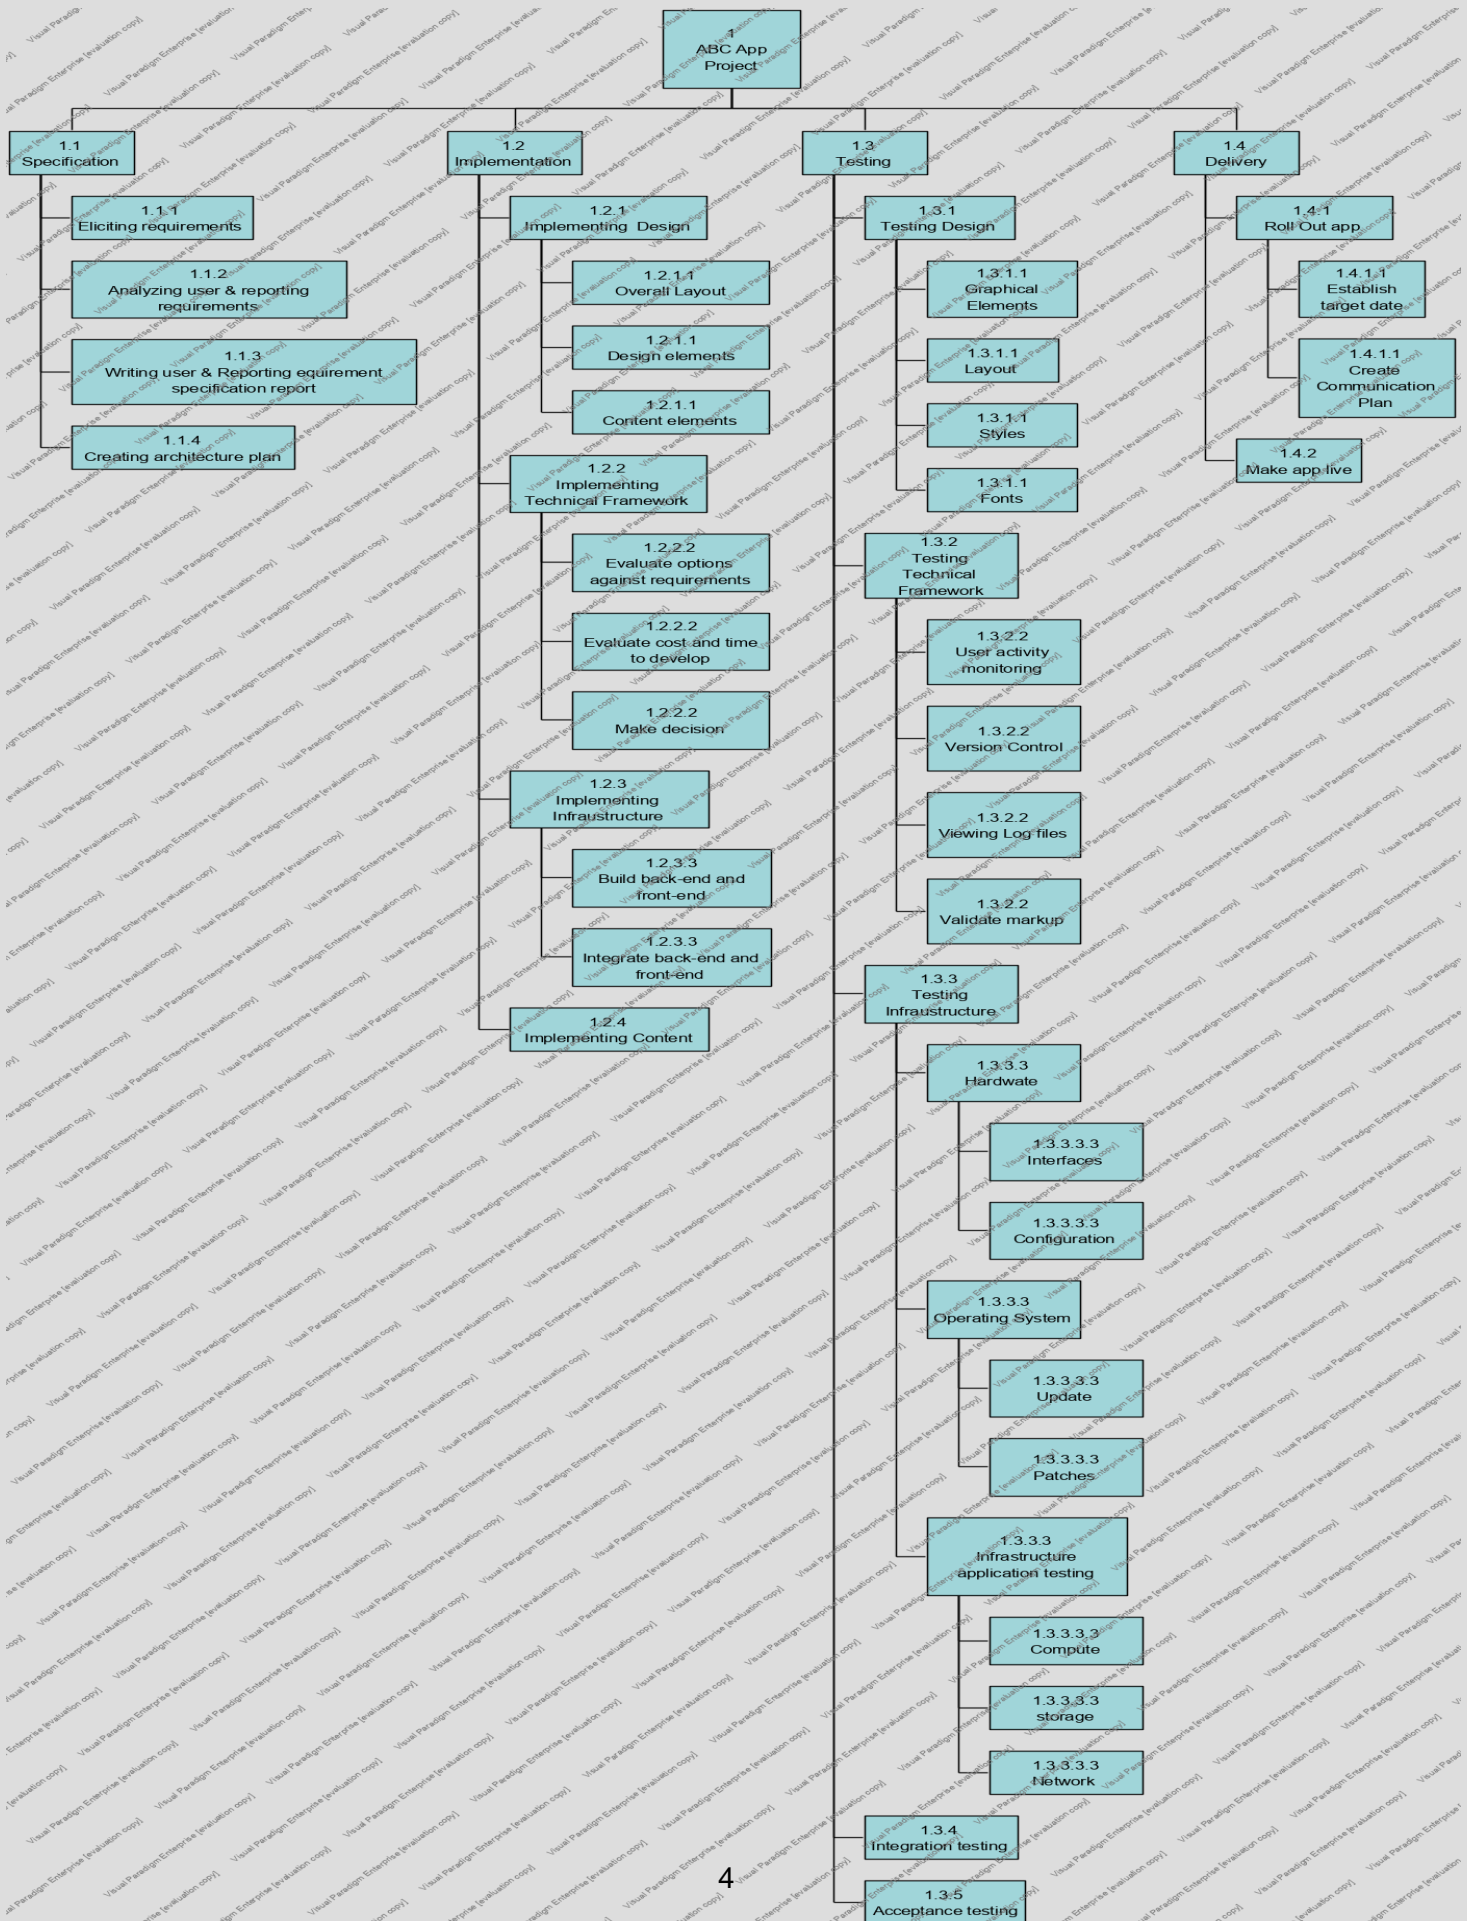 1
ABC App
Project
1.1
Specification
1.1.1
Eliciting requirements
1.1.2
Analyzing user & reporting
requirements
1.1.3
Writing user & Reporting equirement
specification report
1.1.4
Creating architecture plan
1.2
Implementation
1.2.1
Implementing Design
1.2.1.1
Overall Layout
1.2.1.1
Design elements
1.2.1.1
Content elements
1.2.2
Implementing
Technical Framework
1.2.2.2
Evaluate options
against requirements
1.2.2.2
Evaluate cost and time
to develop
1.2.2.2
Make decision
1.2.3
Implementing
Infraustructure
1.2.3.3
Build back-end and
front-end
1.2.3.3
Integrate back-end and
front-end
1.2.4
Implementing Content
1.3
Testing
1.3.1
Testing Design
1.3.1.1
Graphical
Elements
1.3.1.1
Layout
1.3.1.1
Styles
1.3.1.1
Fonts
1.3.2
Testing
Technical
Framework
1.3.2.2
User activity
monitoring
1.3.2.2
Version Control
1.3.2.2
Viewing Log files
1.3.2.2
Validate markup
1.3.3
Testing
Infraustructure
1.3.3.3
Hardwate
1.3.3.3.3
Interfaces
1.3.3.3.3
Configuration
1.3.3.3
Operating System
1.3.3.3.3
Update
1.3.3.3.3
Patches
1.3.3.3
Infrastructure
application testing
1.3.3.3.3
Compute
1.3.3.3.3
storage
1.3.3.3.3
Network
1.3.4
Integration testing
1.3.5
Acceptance testing
1.4
Delivery
1.4.1
Roll Out app
1.4.1.1
Establish
target date
1.4.1.1
Create
Communication
Plan
1.4.2
Make app live
4
Visual Paradigm Enterprise [evaluation copy]